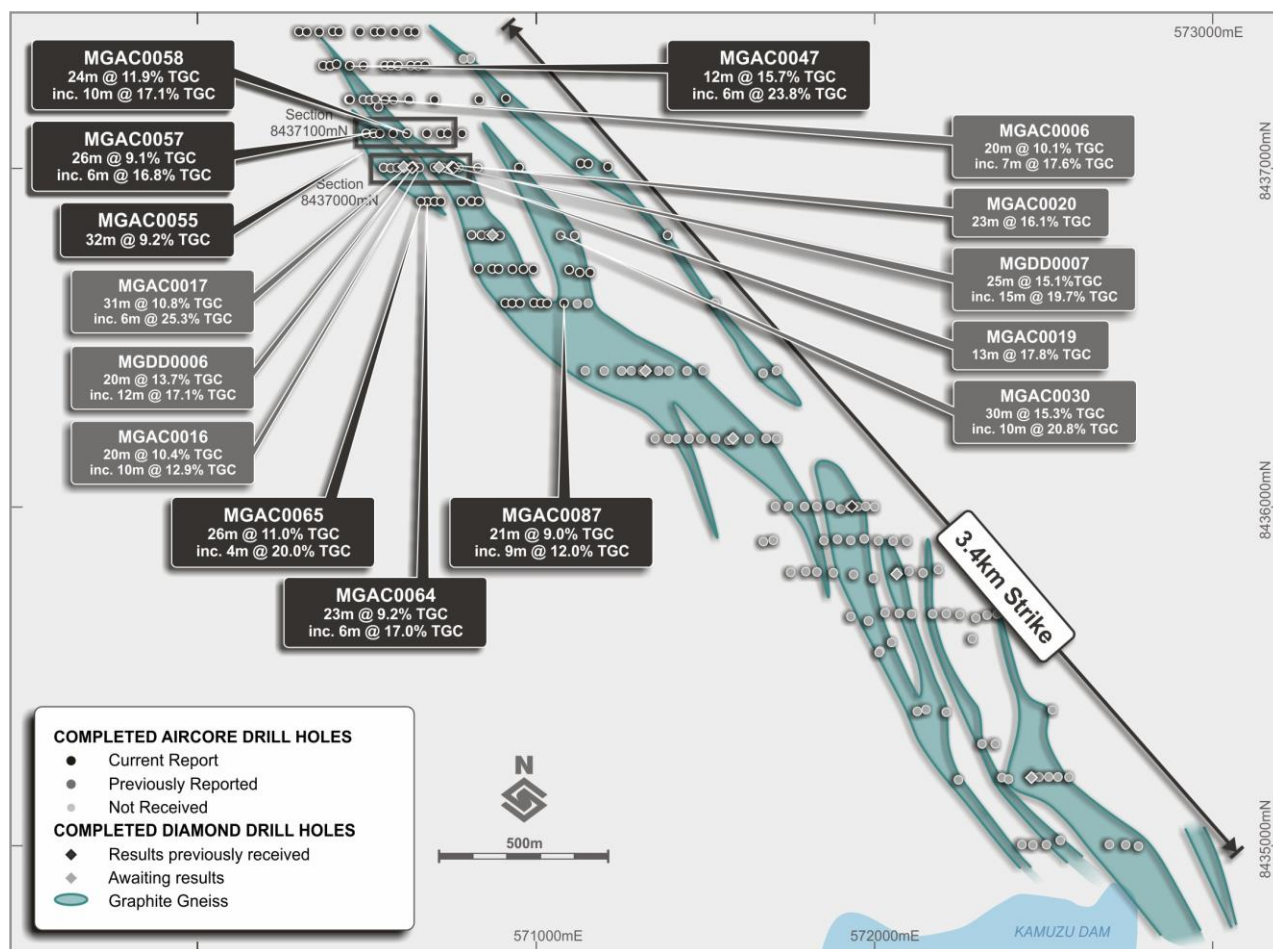 573000mE
MGAC0058
24m @ 11.9% TGC
inc. 10m @ 17.1% TGC
MGAC0047
12m @ 15.7% TGC
inc. 6m @ 23.8% TGC
Section
8437100mN
MGAC0006
20m @ 10.1% TGC
inc. 7m @ 17.6% TGC
MGAC0057
26m @ 9.1% TGC
inc. 6m @ 16.8% TGC
8437000mN
Section
8437000mN
MGAC0020
23m @ 16.1% TGC
MGAC0055
32m @ 9.2% TGC
MGDD0007
25m @ 15.1%TGC
inc. 15m @ 19.7% TGC
MGAC0017
31m @ 10.8% TGC
inc. 6m @ 25.3% TGC
MGAC0019
13m @ 17.8% TGC
MGDD0006
20m @ 13.7% TGC
inc. 12m @ 17.1% TGC
MGAC0030
30m @ 15.3% TGC
inc. 10m @ 20.8% TGC
MGAC0016
20m @ 10.4% TGC
inc. 10m @ 12.9% TGC
MGAC0065
26m @ 11.0% TGC
inc. 4m @ 20.0% TGC
MGAC0087
21m @ 9.0% TGC
inc. 9m @ 12.0% TGC
8436000mN
3.4km Strike
MGAC0064
23m @ 9.2% TGC
inc. 6m @ 17.0% TGC
COMPLETED AIRCORE DRILL HOLES
Current Report
Previously Reported
Not Received
COMPLETED DIAMOND DRILL HOLES
Results previously received
Awaiting results
Graphite Gneiss
N
500m
8435000mN
571000mE
572000mE
KAMUZU DAM